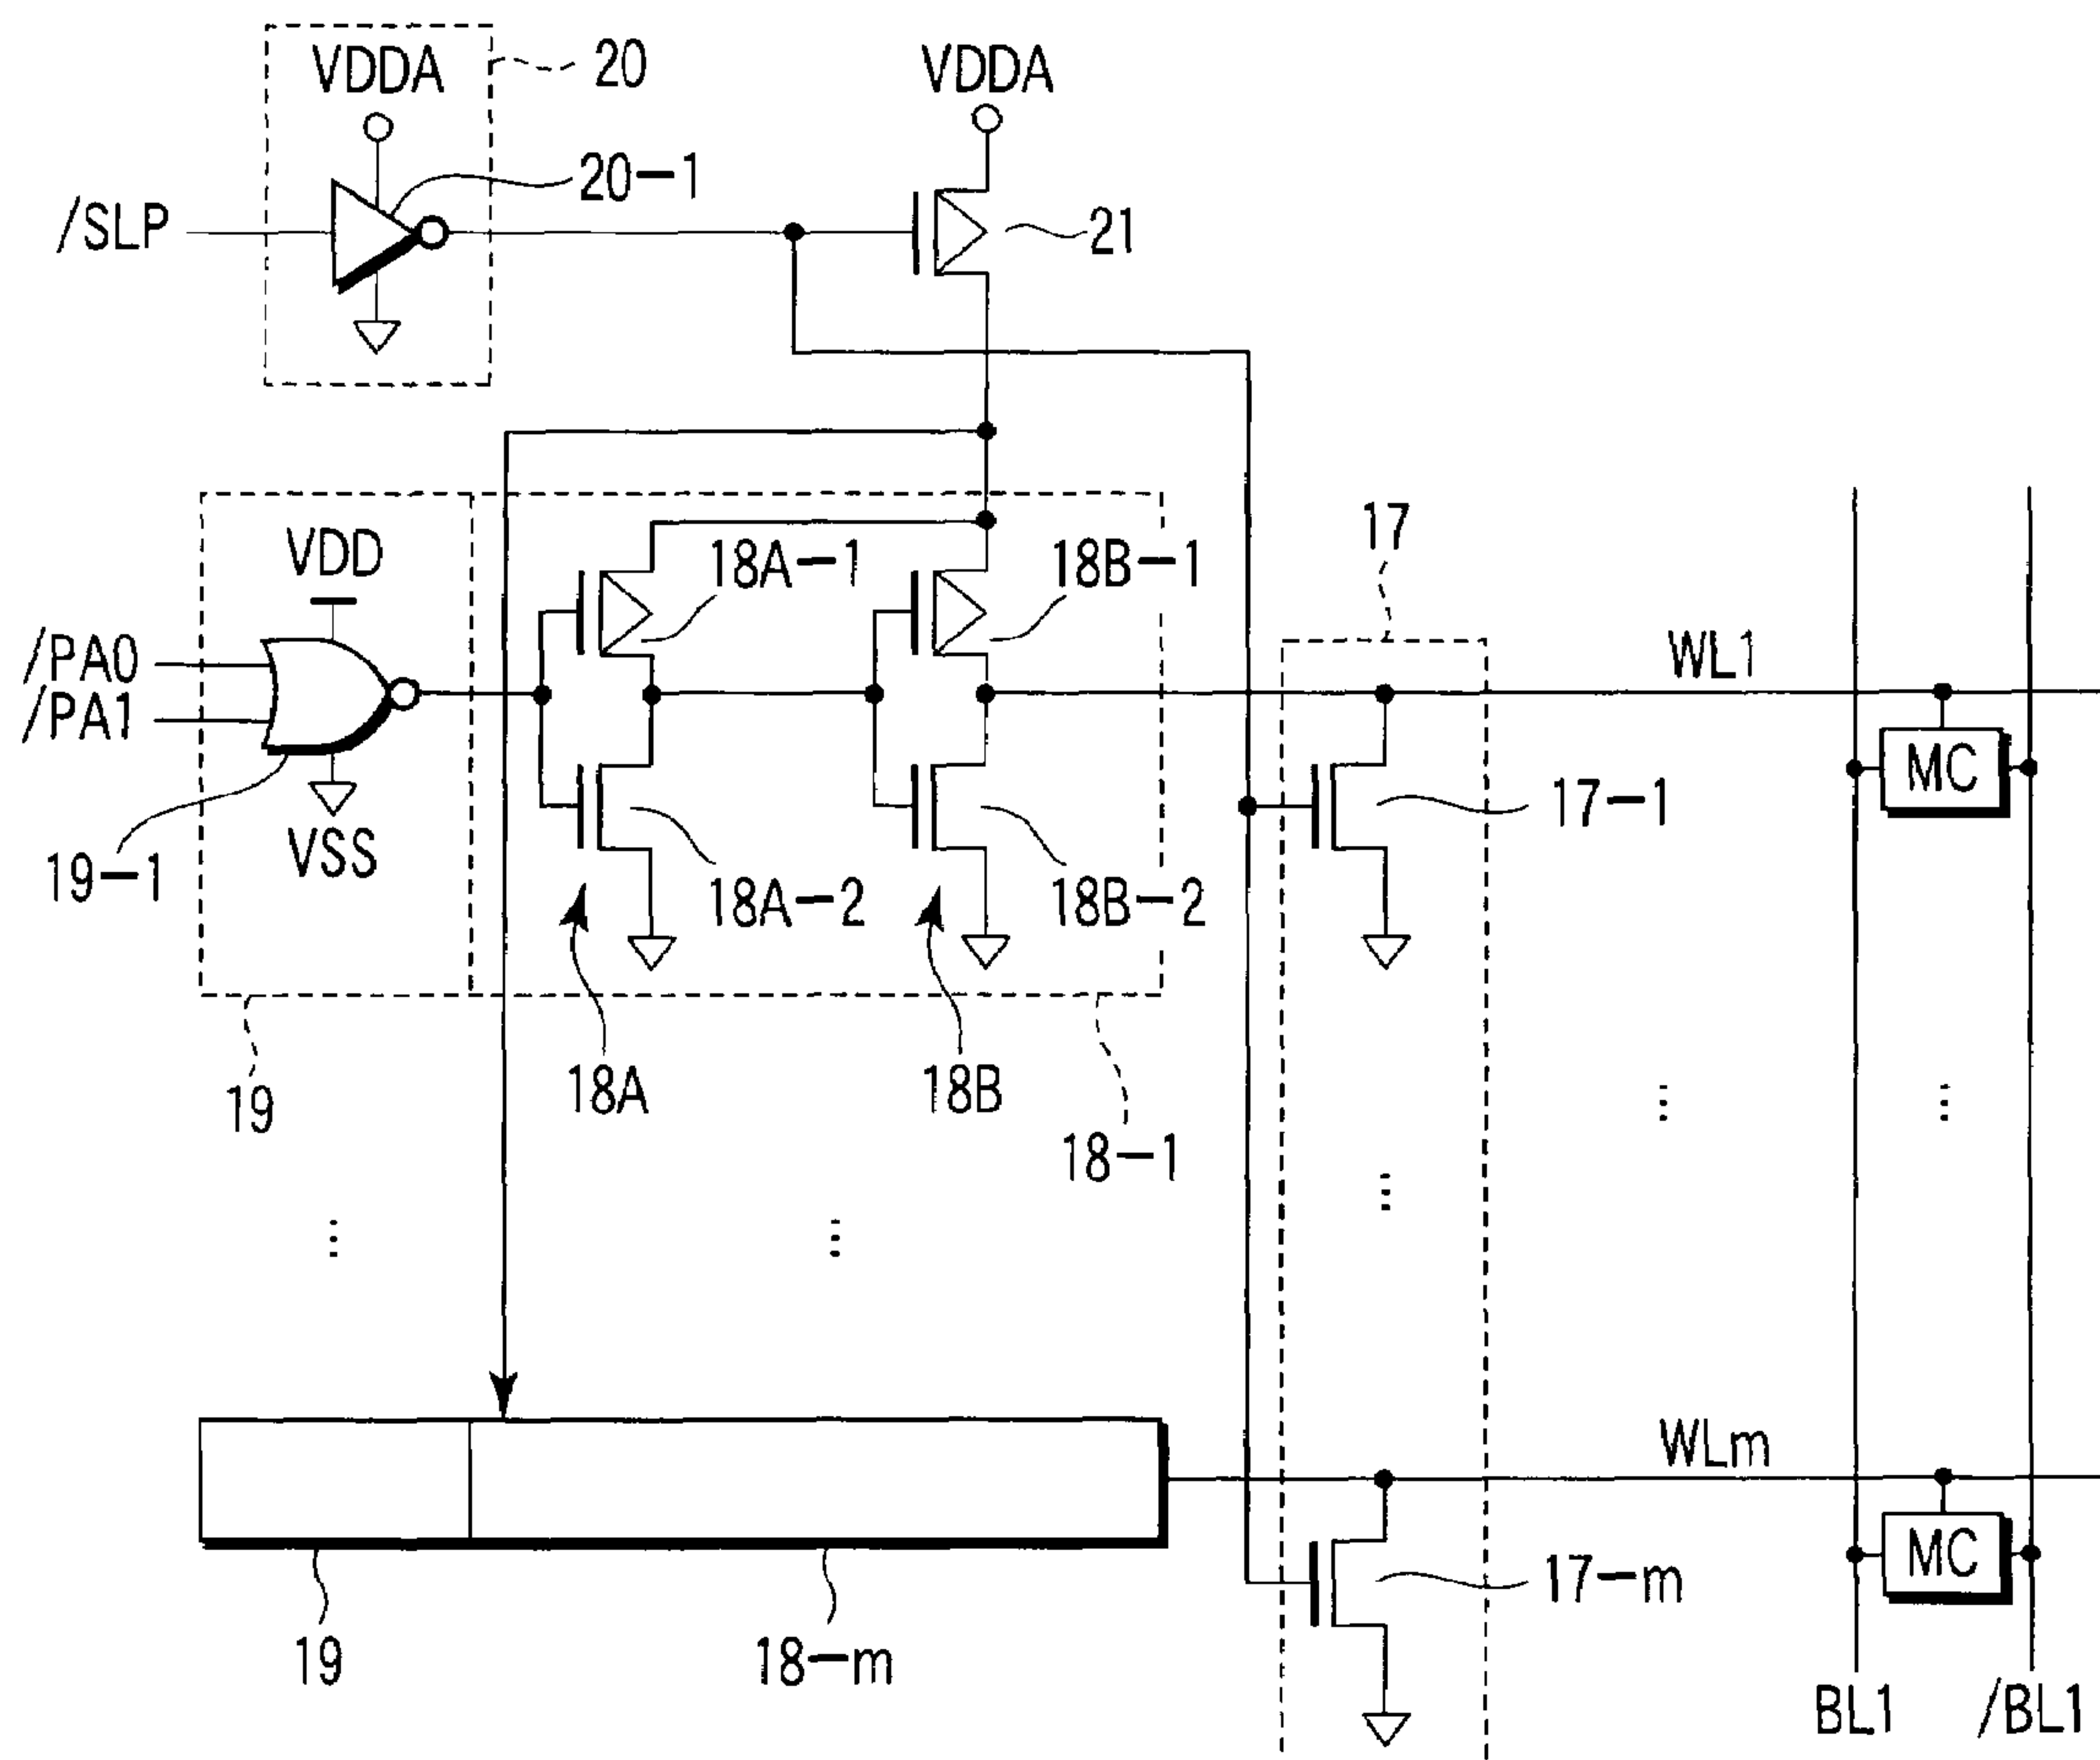 VDDA
20
VDDA
20-1
/SLP
21
17
VDD
18A-1
18B-1
/PA0
WL1
/PA1
MC
17-1
VSS
19-1
18A-2
18B-2
18A
18B
19
18-1
WLm
MC
17-m
19
18-m
BL1
/BL1